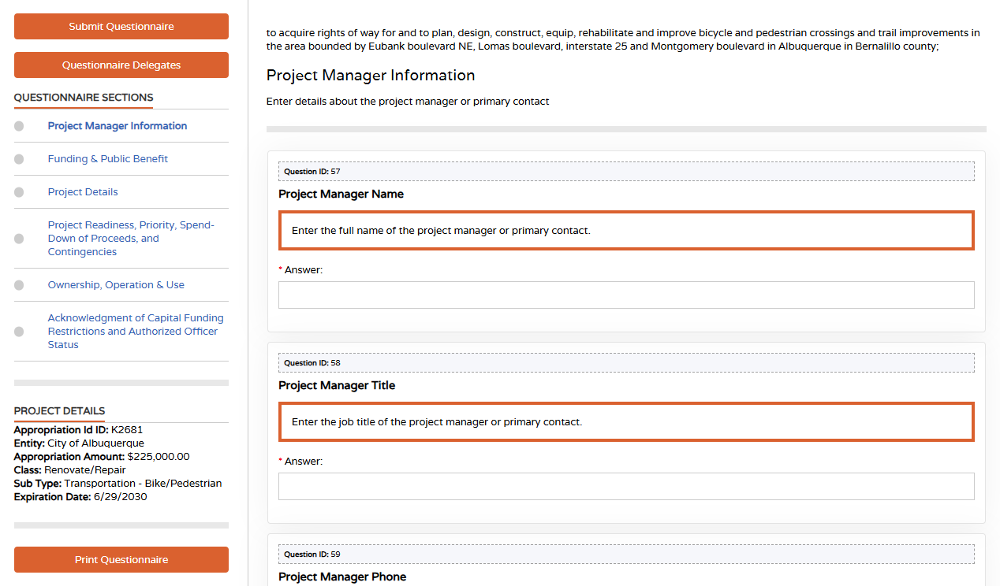 Submit Questionnaire
Questionnaire Delegates
QUESTIONNAIRE SECTIONS
Project Manager Information
Funding & Public Benefit
Project Details
Project Readiness, Priority, Spend-
Down of Proceeds, and
Contingencies
Ownership, Operation & Use
Acknowledgment of Capital Funding
Restrictions and Authorized Officer
Status
PROJECT DETAILS
Appropriation Id ID: K2681
Entity: City of Albuquerque
Appropriation Amount: $225,000.00
Class: Renovate/Repair
Sub Type: Transportation - Bike/Pedestrian
Expiration Date: 6/29/2030
Print Questionnaire
to acquire rights of way for and to plan, design, construct, equip, rehabilitate and improve bicycle and pedestrian crossings and trail improvements in
the area bounded by Eubank boulevard NE, Lomas boulevard, interstate 25 and Montgomery boulevard in Albuquerque in Bernalillo county;
Project Manager Information
Enter details about the project manager or primary contact
Question ID: 57
Project Manager Name
Enter the full name of the project manager or primary contact.
* Answer:
Question ID: 58
Project Manager Title
Enter the job title of the project manager or primary contact.
* Answer:
Question ID: 59
Project Manager Phone